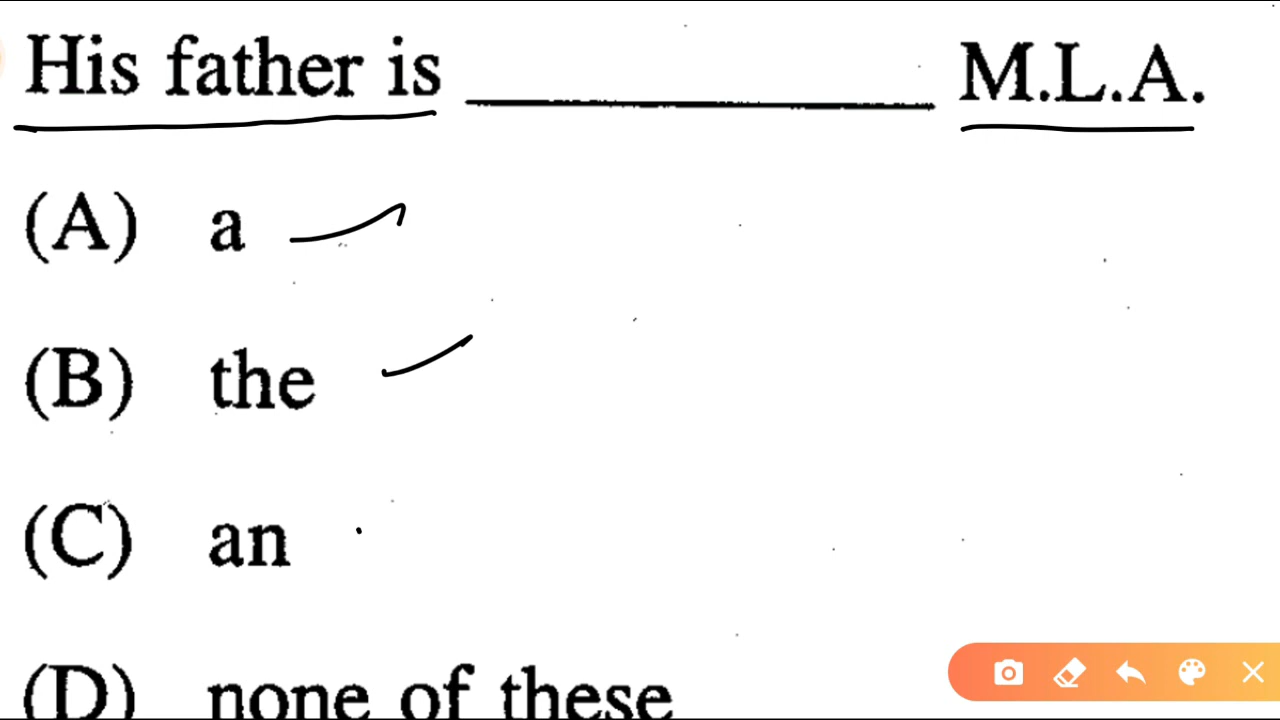 His father is ____________ M.L.A.
(A) a
(B) the
(C) an
(D) none of these